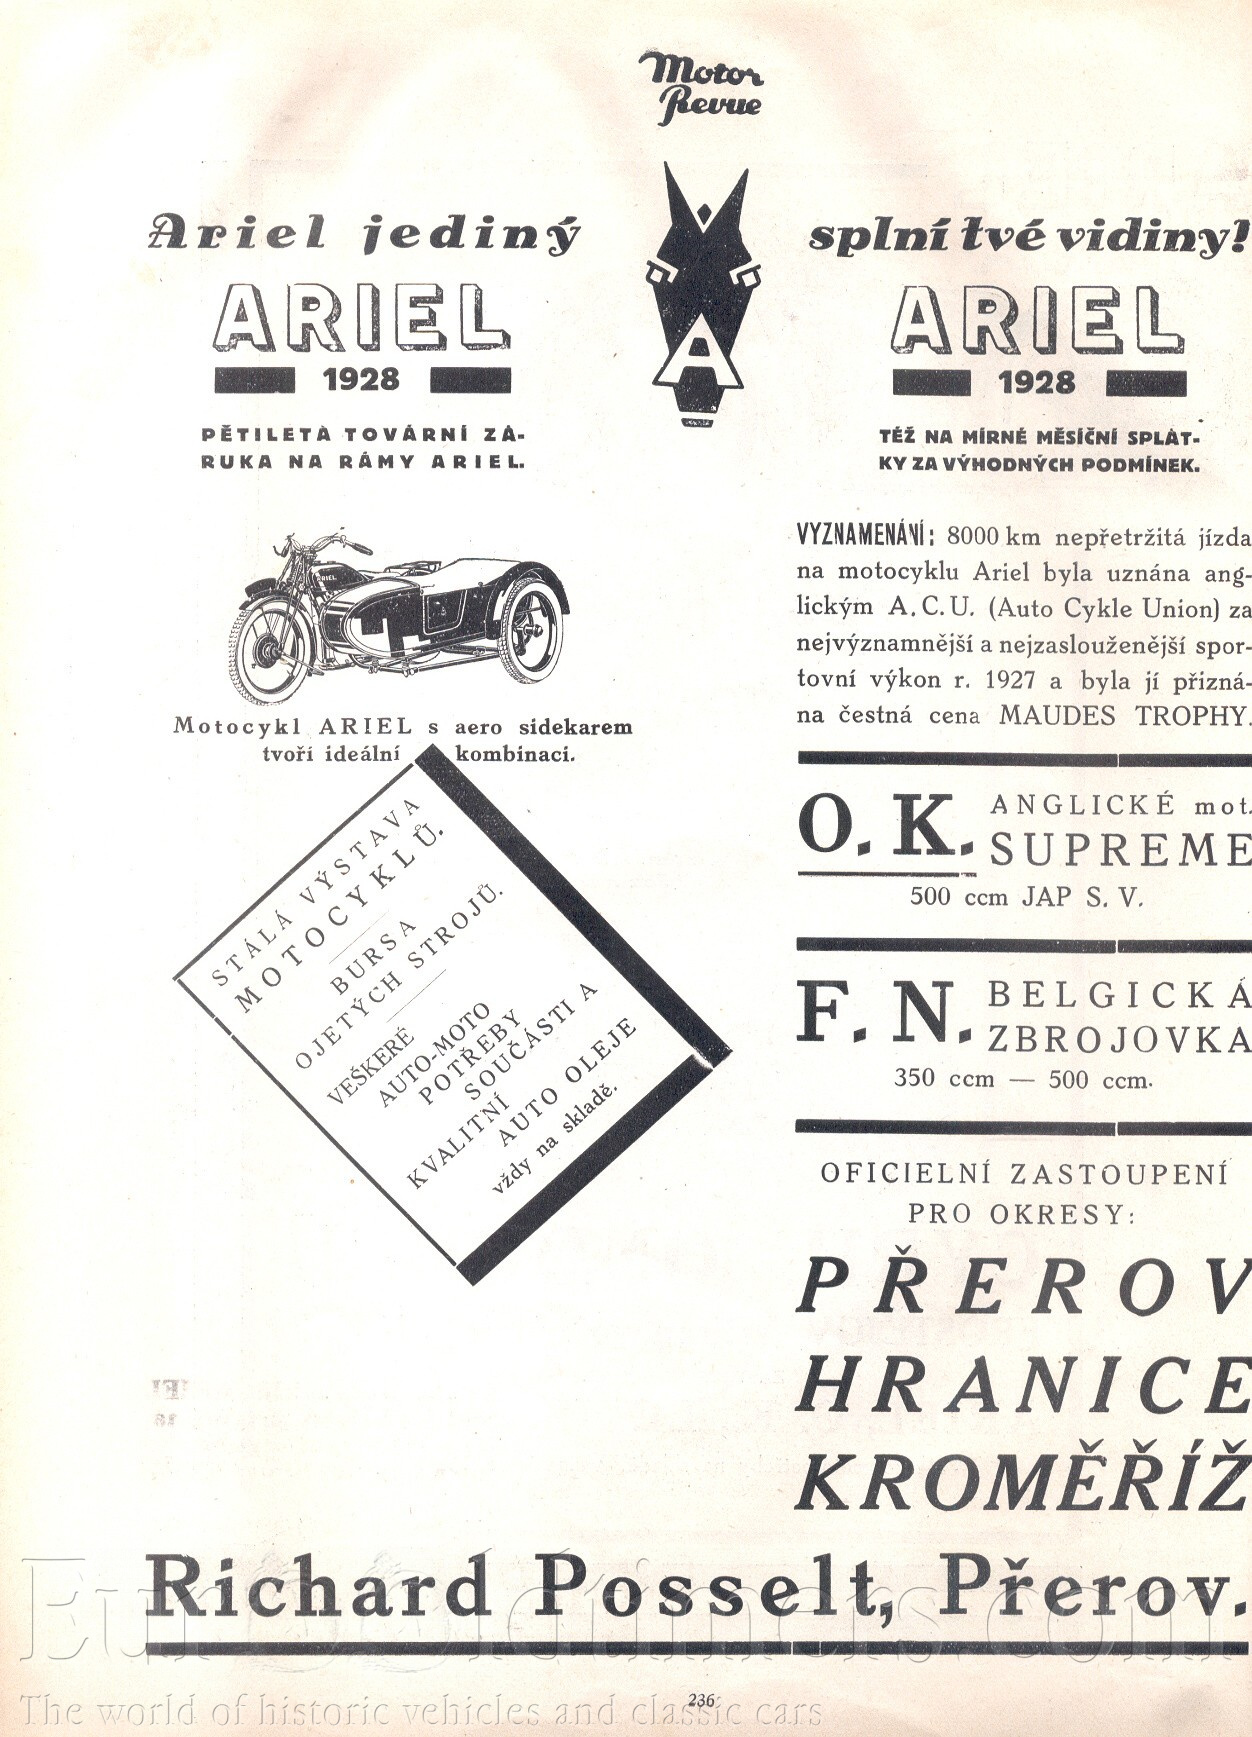 Motor
Revue
Ariel jediný
splní tvé vidiny!
ARIEL
1928
PĚTILETÁ TOVÁRNÍ ZÁ-
RUKA NA RÁMY ARIEL.
A
ARIEL
1928
TÉŽ NA MÍRNÉ MĚSÍČNÍ SPLÁT-
KY ZA VÝHODNÝCH PODMÍNEK.
ARIEL
Motocykl ARIEL s aero sidekarem
tvoří ideální kombinaci.
STÁLÁ VÝSTAVA
MOTOCYKLŮ.
BURSA
OJETÝCH STROJŮ.
VEŠKERÉ
AUTO-MOTO
POTŘEBY
SOUČÁSTI A
KVALITNÍ
AUTO OLEJE
vždy na skladě.
VYZNAMENÁNÍ: 8000 km nepřetržitá jízda
na motocyklu Ariel byla uznána ang-
lickým A.C.U. (Auto Cykle Union) za
nejvýznamnější a nejzaslouženější spor-
tovní výkon r. 1927 a byla jí přizná-
na čestná cena MAUDES TROPHY.
O. K. ANGLICKÉ mot.
SUPREME
500 ccm JAP S. V.
F. N. BELGICKÁ
ZBROJOVKA
350 ccm — 500 ccm.
OFICIELNÍ ZASTOUPENÍ
PRO OKRESY:
PŘEROV
HRANICE
KROMĚŘÍŽ
Richard Posselt, Přerov.
EuroOldtimers.com
236
The world of historic vehicles and classic cars